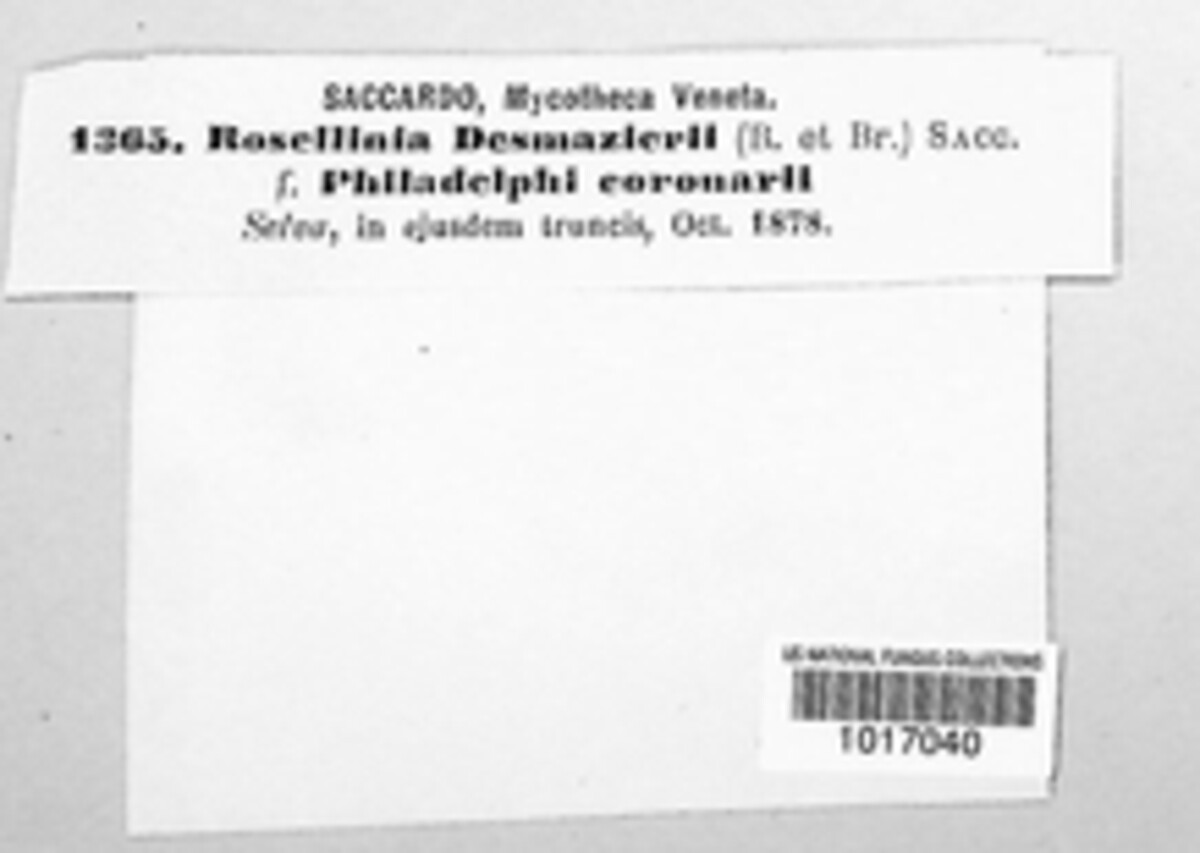 SACCARDO, Mycotheca Veneta.
1365. Rosellinia Desmazierii (B. et Br.) SACC.
f. Philadelphi coronarii
Selva, in ejusdem truncis, Oct. 1878.
US NATIONAL FUNGUS COLLECTIONS
1017040